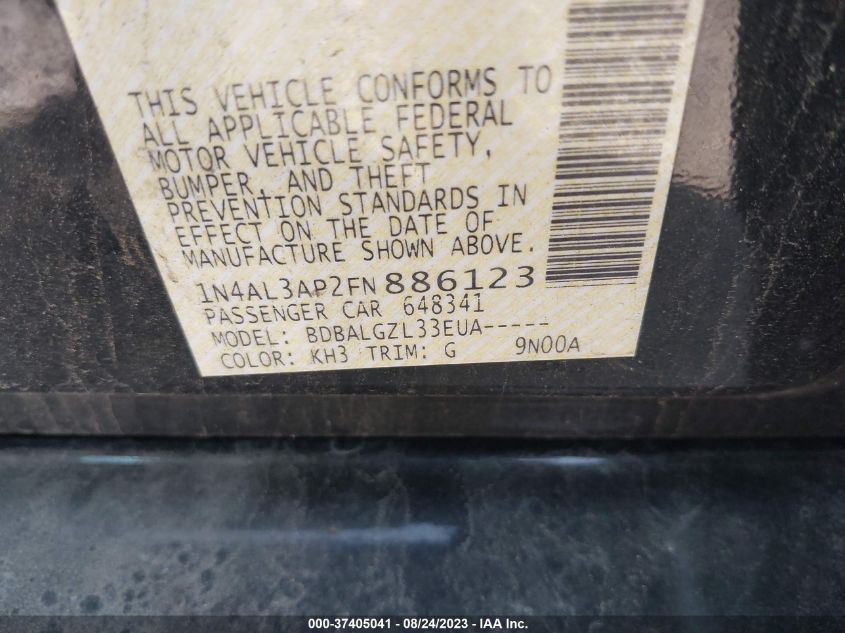 THIS VEHICLE CONFORMS TO
ALL APPLICABLE FEDERAL
MOTOR VEHICLE SAFETY,
BUMPER, AND THEFT
PREVENTION STANDARDS IN
EFFECT ON THE DATE OF
MANUFACTURE SHOWN ABOVE.
1N4AL3AP2FN886123
PASSENGER CAR 648341
MODEL: BDBALGZL33EUA-----
COLOR: KH3 TRIM: G 9N00A
000-37405041 - 08/24/2023 - IAA Inc.